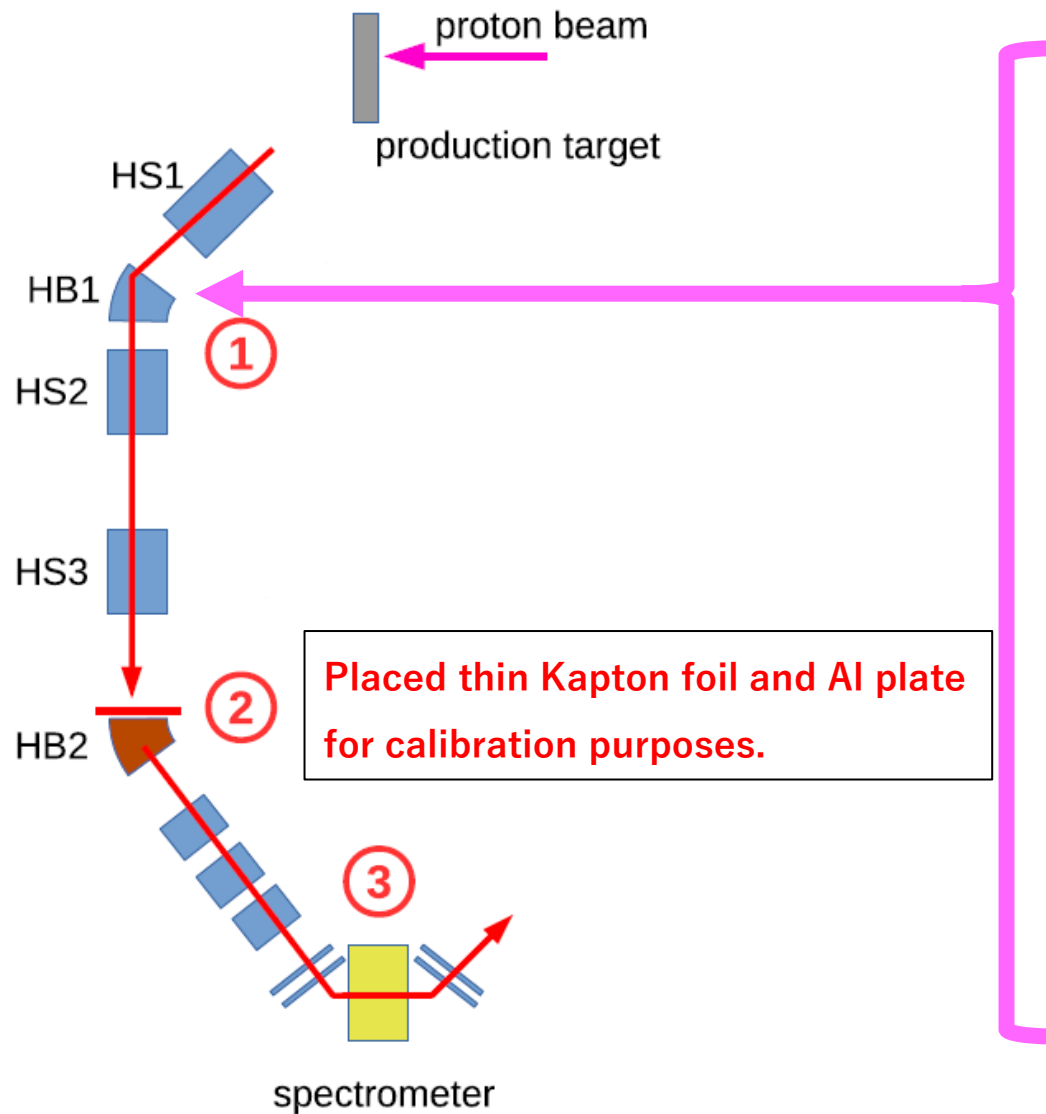 proton beam
production target
HS1
HB1
①
HS2
HS3
Placed thin Kapton foil and Al plate
for calibration purposes.
②
HB2
③
spectrometer